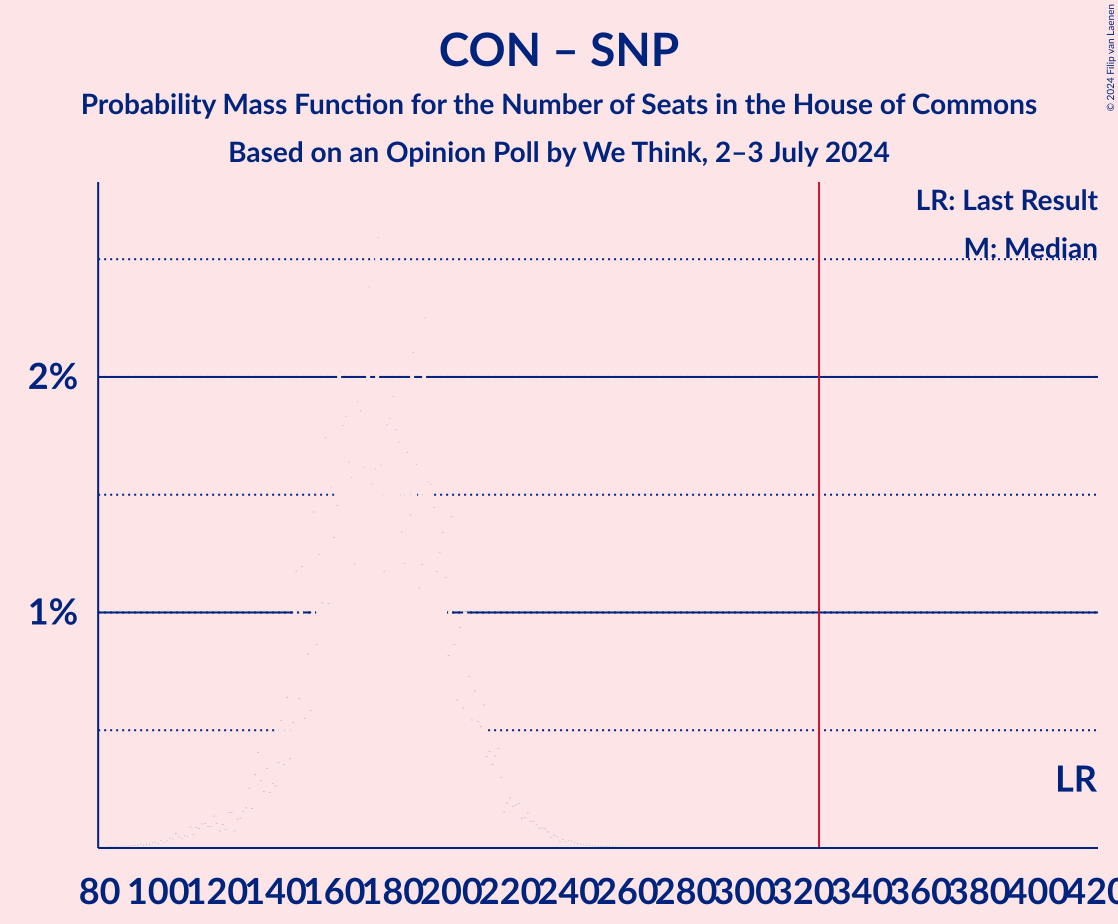 CON – SNP
Probability Mass Function for the Number of Seats in the House of Commons
Based on an Opinion Poll by We Think, 2–3 July 2024
© 2024 Filip van Laenen
LR: Last Result
M: Median
2%
1%
LR
80 100 120 140 160 180 200 220 240 260 280 300 320 340 360 380 400 420